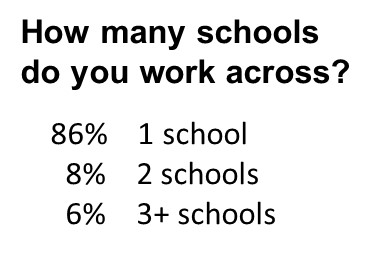 How many schools
do you work across?
86% 1 school
8% 2 schools
6% 3+ schools